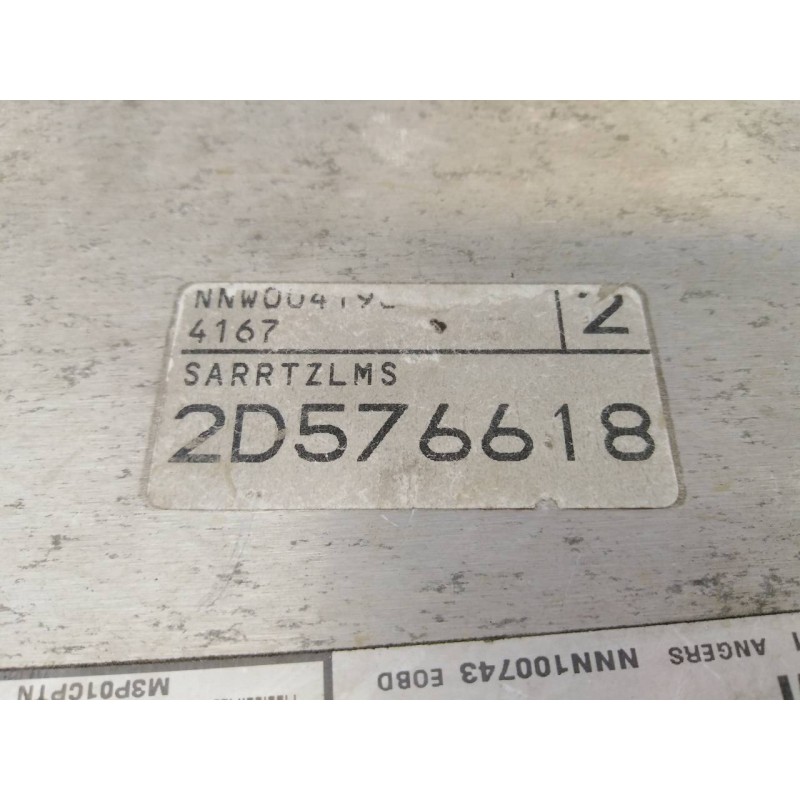 4167 2
SARRTZLMS
2D576618
ANGERS NNN100743 EOBD
M3P01CPTN